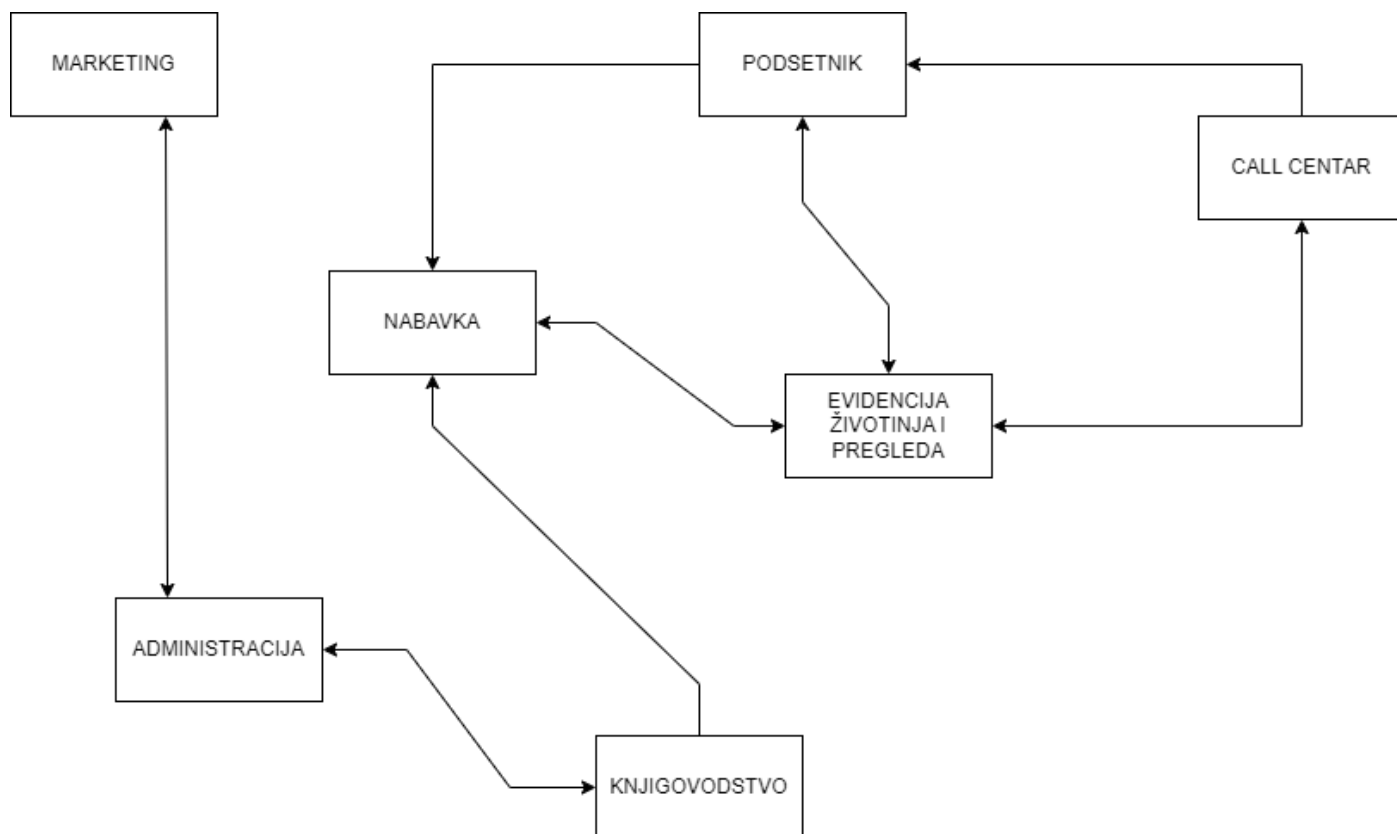 MARKETING
PODSETNIK
CALL CENTAR
NABAVKA
EVIDENCIJA
ŽIVOTINJA I
PREGLEDA
ADMINISTRACIJA
KNJIGOVODSTVO